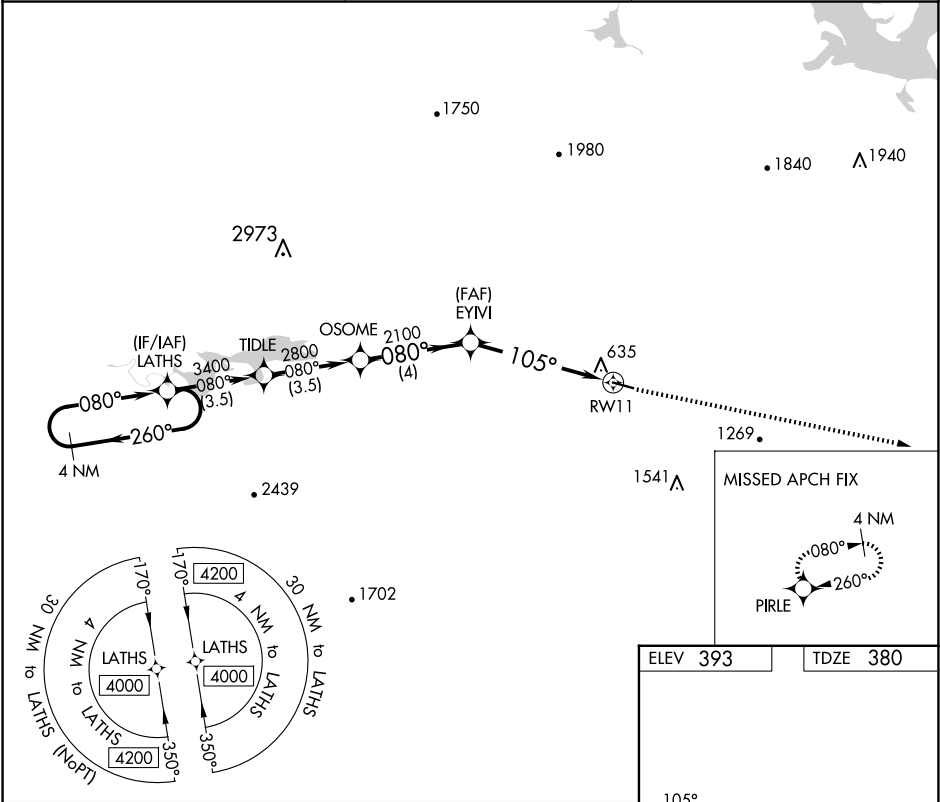 1750
1980
1840
1940
2973
(FAF)
EYIVI
OSOME
2100
080°
(4)
105°
635
RW11
(IF/IAF)
LATHS
TIDLE
3400
080°
(3.5)
2800
080°
(3.5)
080°
260°
4 NM
1269
1541
2439
1702
MISSED APCH FIX
4 NM
080°
260°
PIRLE
170°
170°
4200
30 NM to LATHS (NoPT)
4 NM to LATHS
LATHS
4000
4200
350°
LATHS
4000
4 NM to LATHS
30 NM to LATHS
350°
ELEV 393
TDZE 380
105°